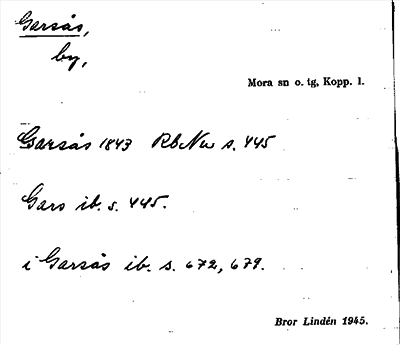 Garsås,
by,
Mora sn o. tg, Kopp. l.
Garsås 1843 RbNw s. 445
Gars ib. s. 445.
i Garsås ib. s. 672, 679.
Bror Lindén 1945.